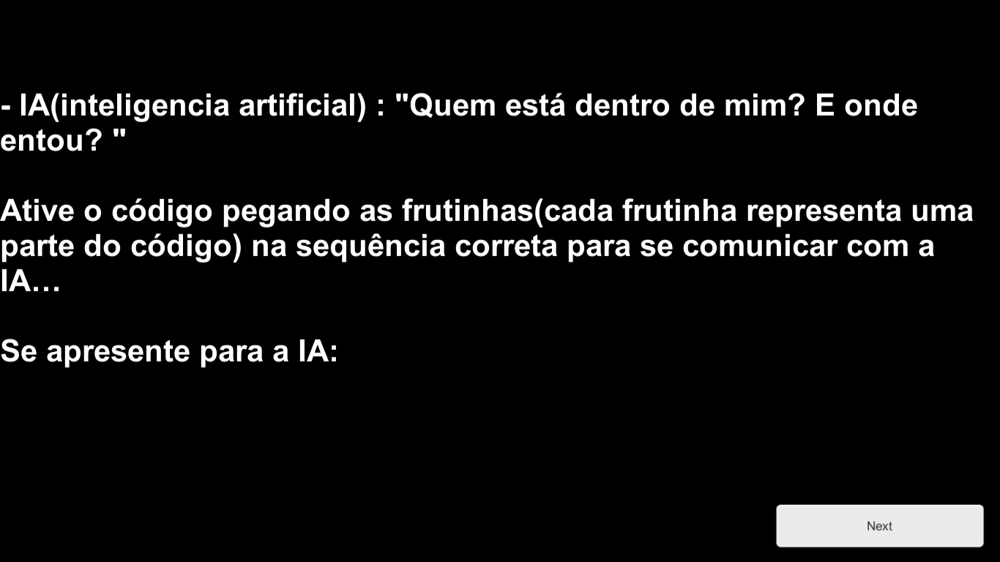 - IA(inteligencia artificial) : "Quem está dentro de mim? E onde
entou? "
Ative o código pegando as frutinhas(cada frutinha representa uma
parte do código) na sequência correta para se comunicar com a
IA...
Se apresente para a IA:
Next